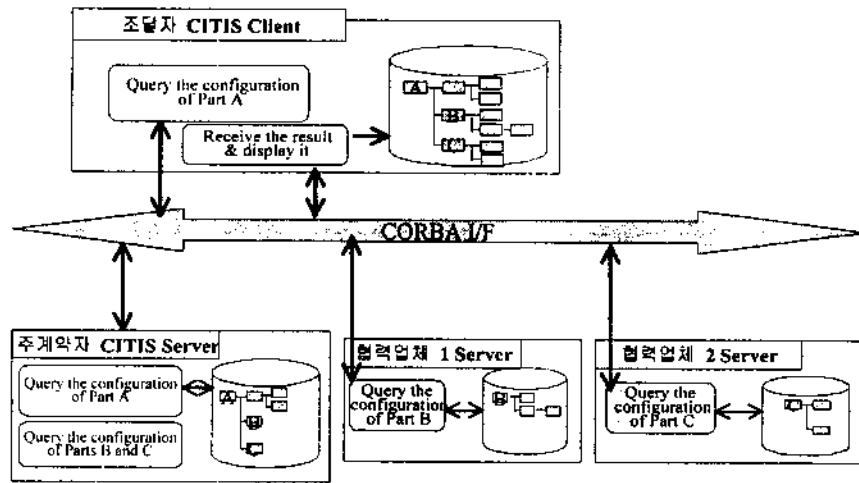 조달자 CITIS Client
Query the configuration
of Part A
Receive the result
& display it
A
B
C
CORBA I/F
주계약자 CITIS Server
Query the configuration
of Part A
Query the configuration
of Parts B and C
A
B
C
협력업체 1 Server
Query the
configuration
of Part B
B
협력업체 2 Server
Query the
configuration
of Part C
C